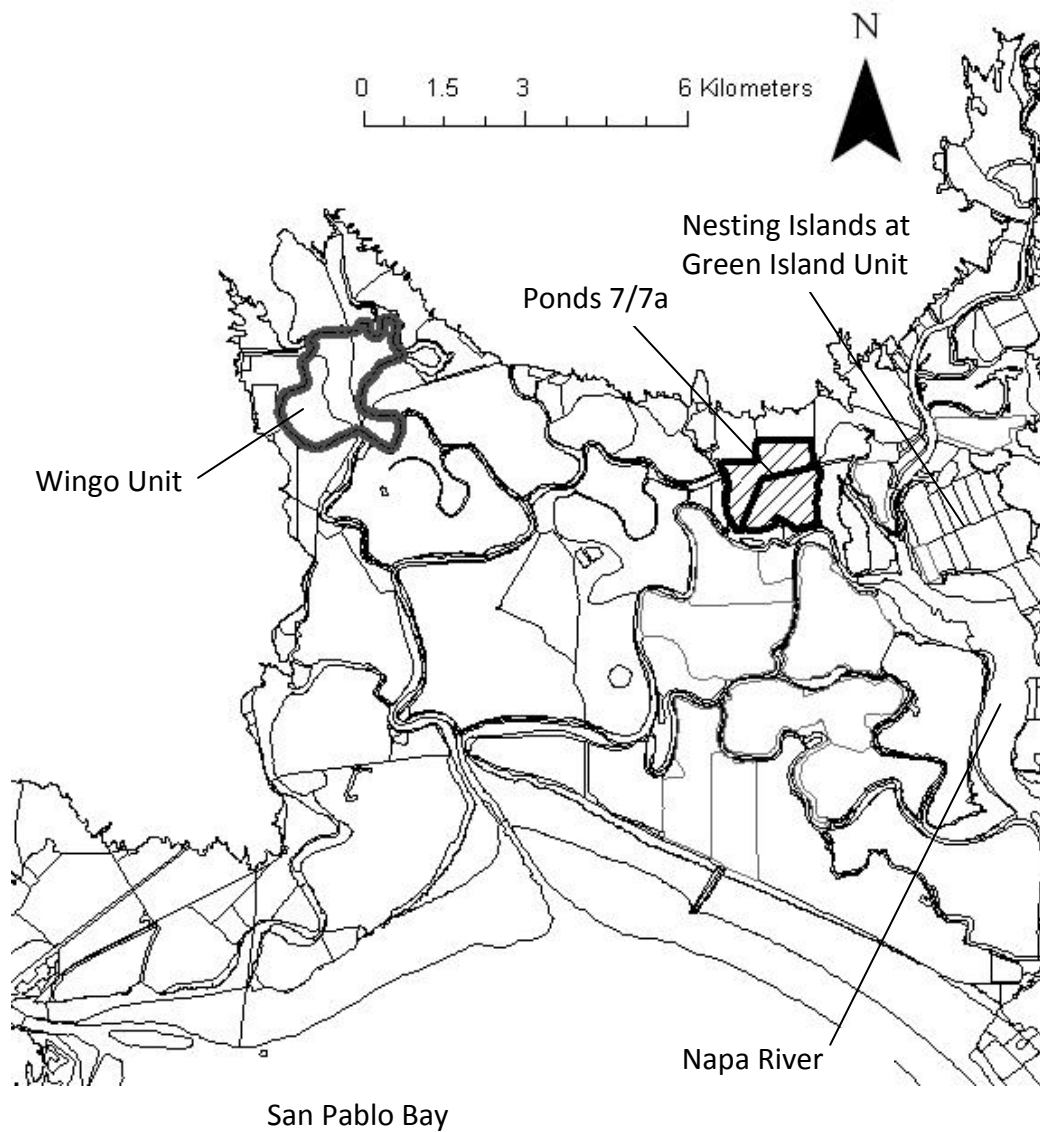 N
0 1.5 3 6 Kilometers
Nesting Islands at
Green Island Unit
Ponds 7/7a
Wingo Unit
Napa River
San Pablo Bay